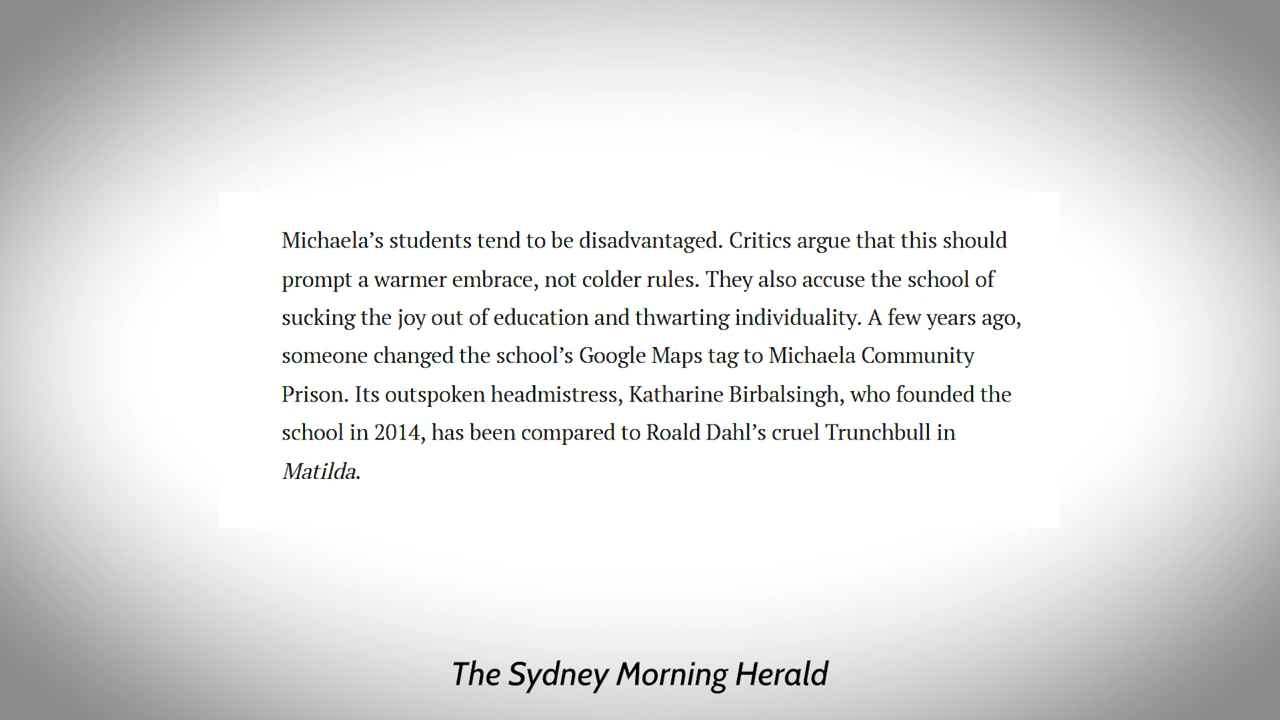 Michaela’s students tend to be disadvantaged. Critics argue that this should
prompt a warmer embrace, not colder rules. They also accuse the school of
sucking the joy out of education and thwarting individuality. A few years ago,
someone changed the school’s Google Maps tag to Michaela Community
Prison. Its outspoken headmistress, Katharine Birbalsingh, who founded the
school in 2014, has been compared to Roald Dahl’s cruel Trunchbull in
Matilda.
The Sydney Morning Herald